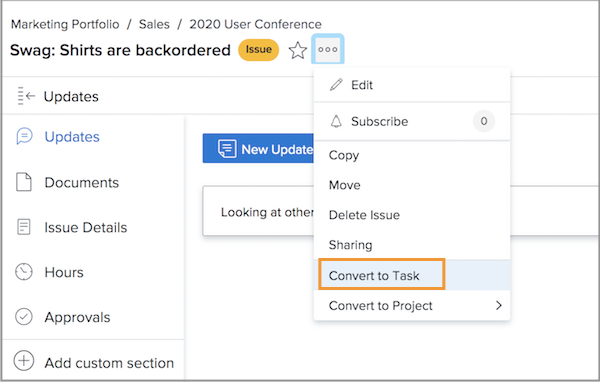 Marketing Portfolio / Sales / 2020 User Conference
Swag: Shirts are backordered Issue
Updates
Updates
Documents
Issue Details
Hours
Approvals
Add custom section
New Update
Looking at other
Edit
Subscribe 0
Copy
Move
Delete Issue
Sharing
Convert to Task
Convert to Project